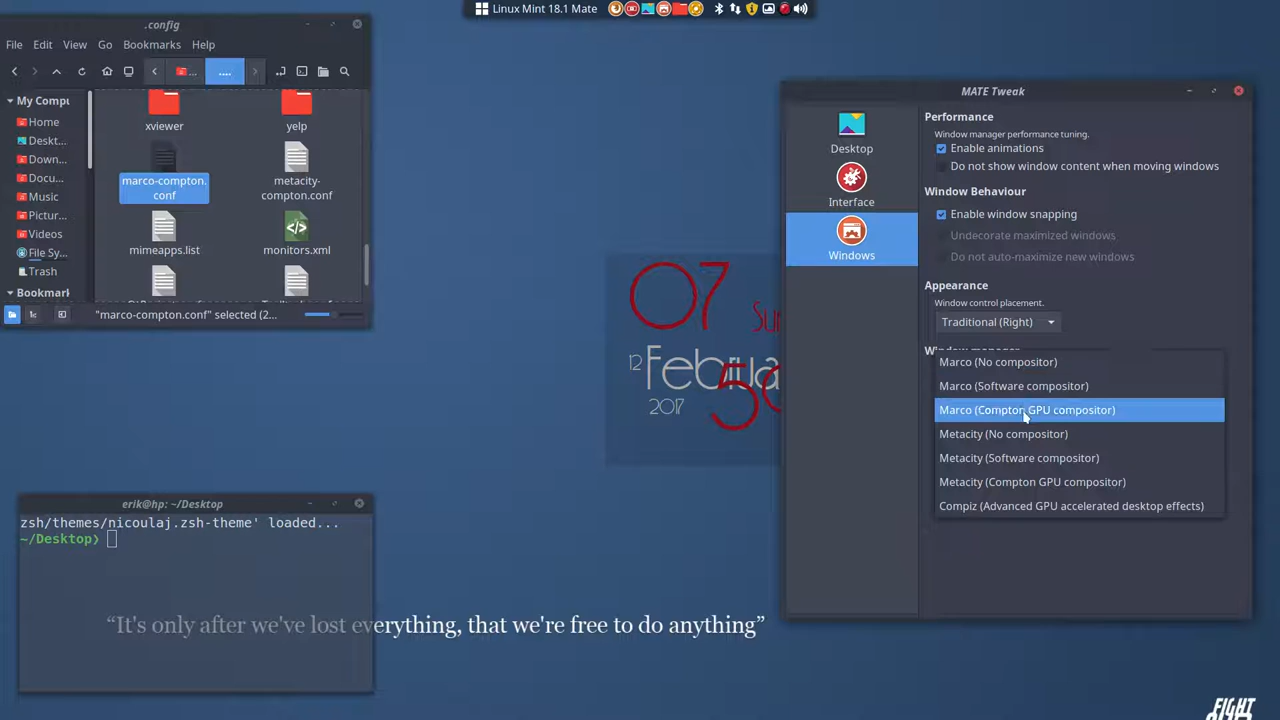 Linux Mint 18.1 Mate
.config
File Edit View Go Bookmarks Help
...
....
My Compu
Home
Deskt...
Down...
Docu...
Music
Pictur...
Videos
File Sy...
Trash
Bookmarl
xviewer
yelp
marco-compton.
conf
metacity-
compton.conf
mimeapps.list
monitors.xml
"marco-compton.conf" selected (2...
MATE Tweak
Desktop
Interface
Windows
Performance
Window manager performance tuning.
Enable animations
Do not show window content when moving windows
Window Behaviour
Enable window snapping
Undecorate maximized windows
Do not auto-maximize new windows
Appearance
Window control placement.
Traditional (Right)
Window manager
Marco (No compositor)
Marco (Software compositor)
Marco (Compton GPU compositor)
Metacity (No compositor)
Metacity (Software compositor)
Metacity (Compton GPU compositor)
Compiz (Advanced GPU accelerated desktop effects)
07 Sun
12 Februa
2017 50
erik@hp: ~/Desktop
zsh/themes/nicoulaj.zsh-theme' loaded...
~/Desktop❯
“It's only after we've lost everything, that we're free to do anything”
FIGHT